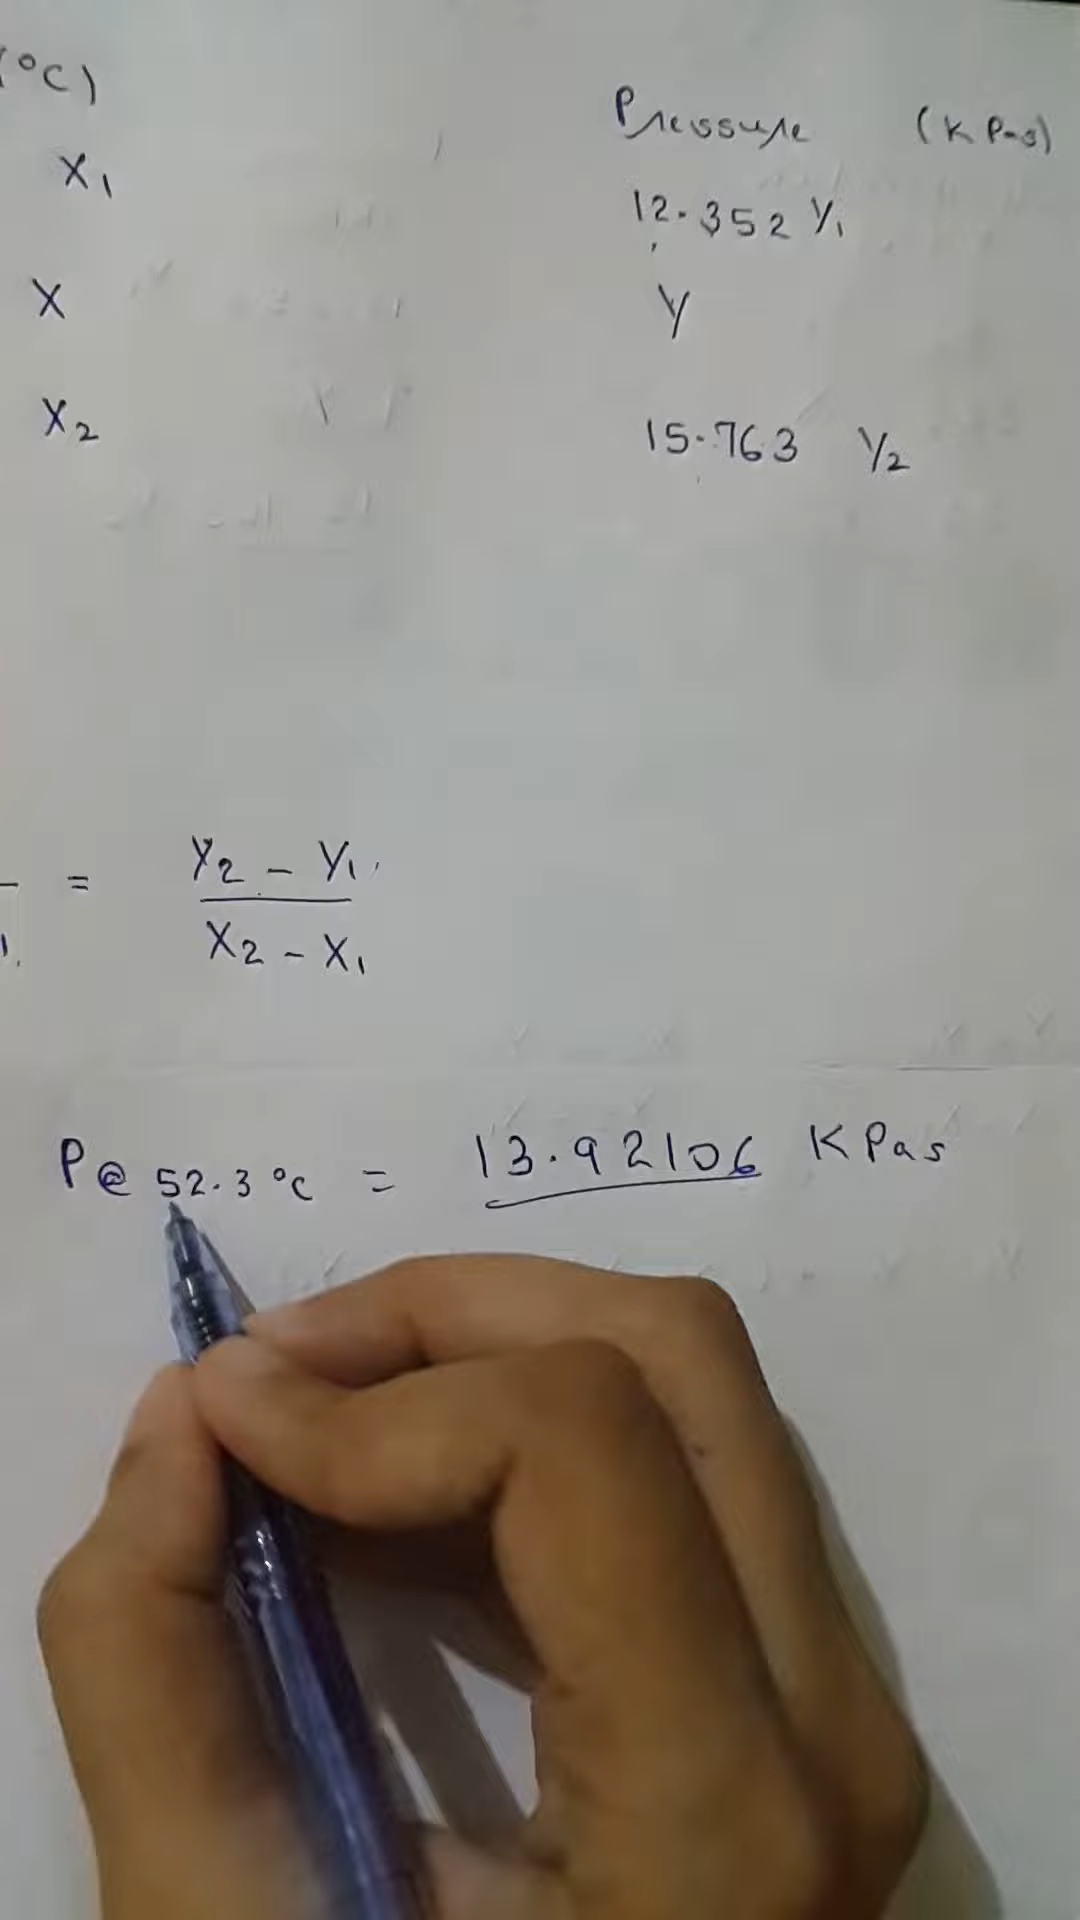 (°C)
Pressure (KPas)
X₁ 12.352 Y₁
X Y
X₂ 15.763 Y₂
= Y₂ - Y₁
X₂ - X₁
P@ 52.3 °C = 13.92106 KPas